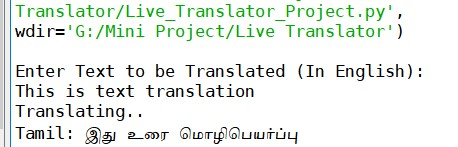 Translator/Live_Translator_Project.py',
wdir='G:/Mini Project/Live Translator')
Enter Text to be Translated (In English):
This is text translation
Translating..
Tamil: இது உரை மொழிபெயர்ப்பு